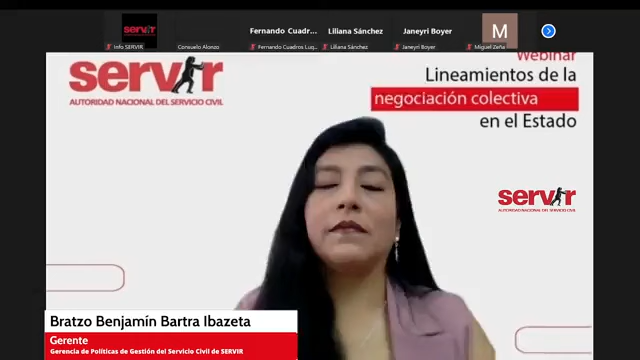 servir
Fernando Cuadr...
Liliana Sánchez
Janeyri Boyer
M
Info SERVIR
Consuelo Alonzo
Fernando Cuadros Luq...
Liliana Sánchez
Janeyri Boyer
Miguel Zeña
servir
AUTORIDAD NACIONAL DEL SERVICIO CIVIL
Webinar
Lineamientos de la
negociación colectiva
en el Estado
servir
AUTORIDAD NACIONAL DEL SERVICIO CIVIL
Bratzo Benjamín Bartra Ibazeta
Gerente
Gerencia de Políticas de Gestión del Servicio Civil de SERVIR